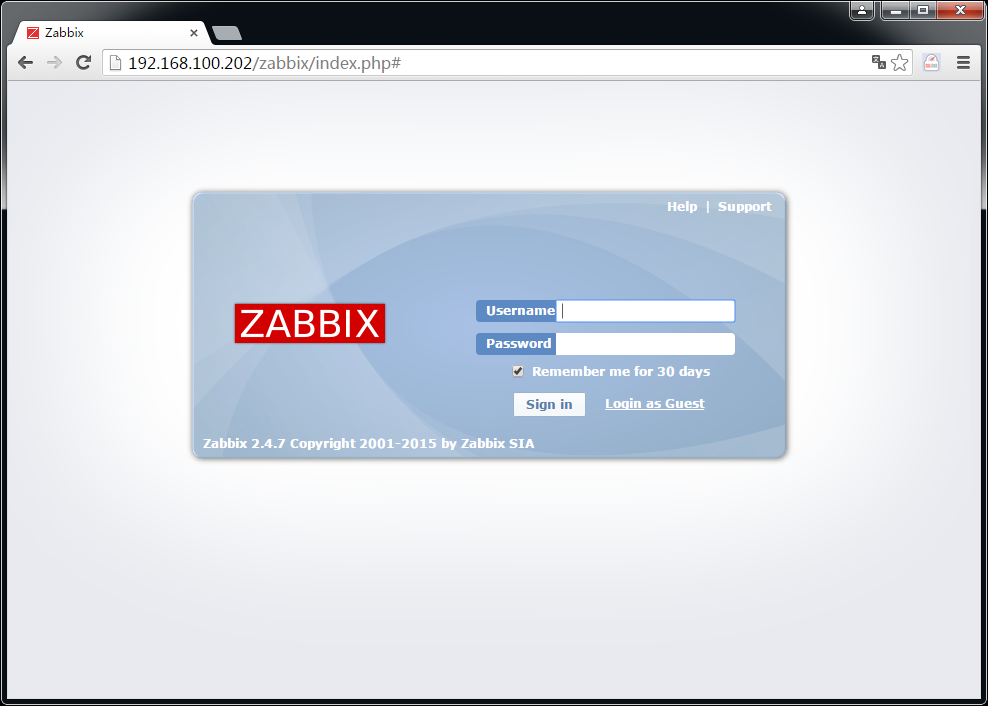 Zabbix
192.168.100.202/zabbix/index.php#
Help | Support
ZABBIX
Username
Password
Remember me for 30 days
Sign in Login as Guest
Zabbix 2.4.7 Copyright 2001-2015 by Zabbix SIA